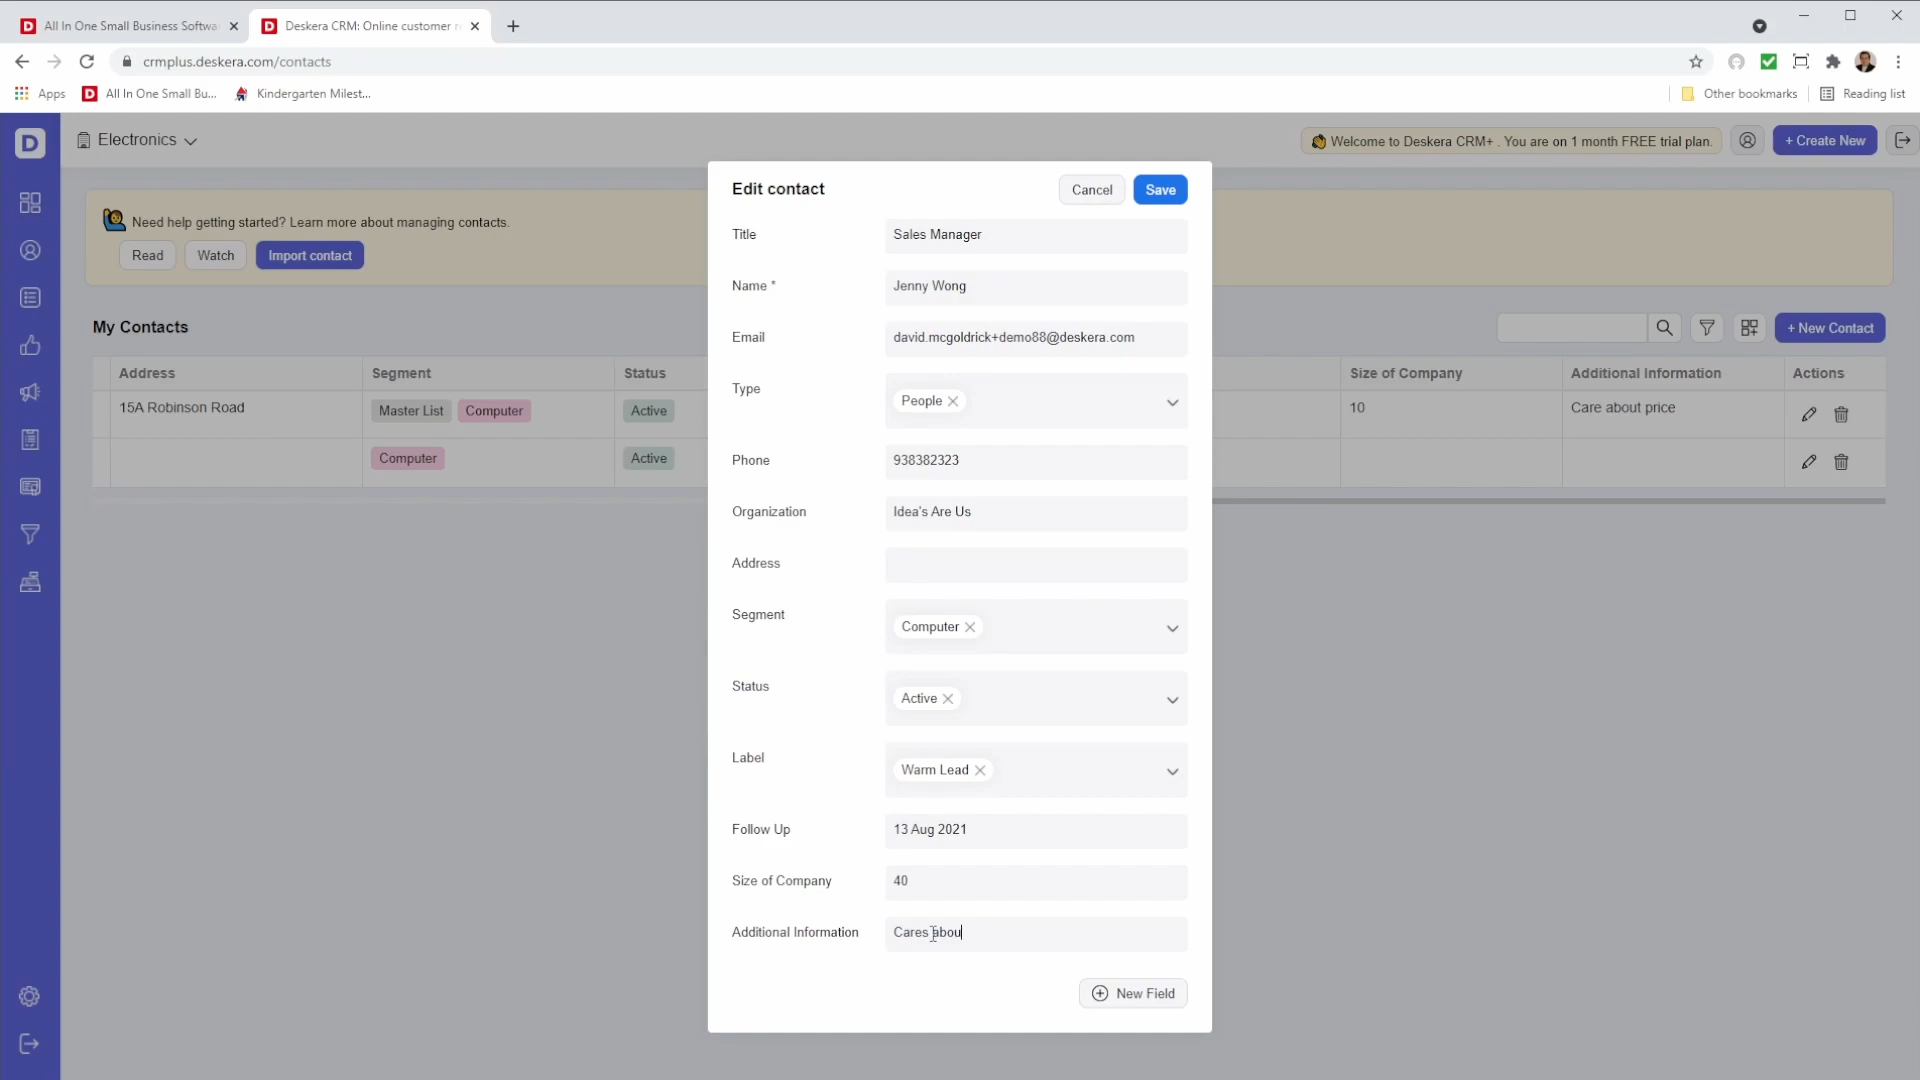 All In One Small Business Softwa
Deskera CRM: Online customer r
crmplus.deskera.com/contacts
Apps
All In One Small Bu...
Kindergarten Milest...
Other bookmarks
Reading list
D
Electronics
Welcome to Deskera CRM+ . You are on 1 month FREE trial plan.
+ Create New
Need help getting started? Learn more about managing contacts.
Read
Watch
Import contact
My Contacts
+ New Contact
Address
Segment
Status
Size of Company
Additional Information
Actions
15A Robinson Road
Master List
Computer
Active
10
Care about price
Computer
Active
Edit contact
Cancel
Save
Title
Sales Manager
Name *
Jenny Wong
Email
david.mcgoldrick+demo88@deskera.com
Type
People
Phone
938382323
Organization
Idea's Are Us
Address
Segment
Computer
Status
Active
Label
Warm Lead
Follow Up
13 Aug 2021
Size of Company
40
Additional Information
Cares abou
New Field